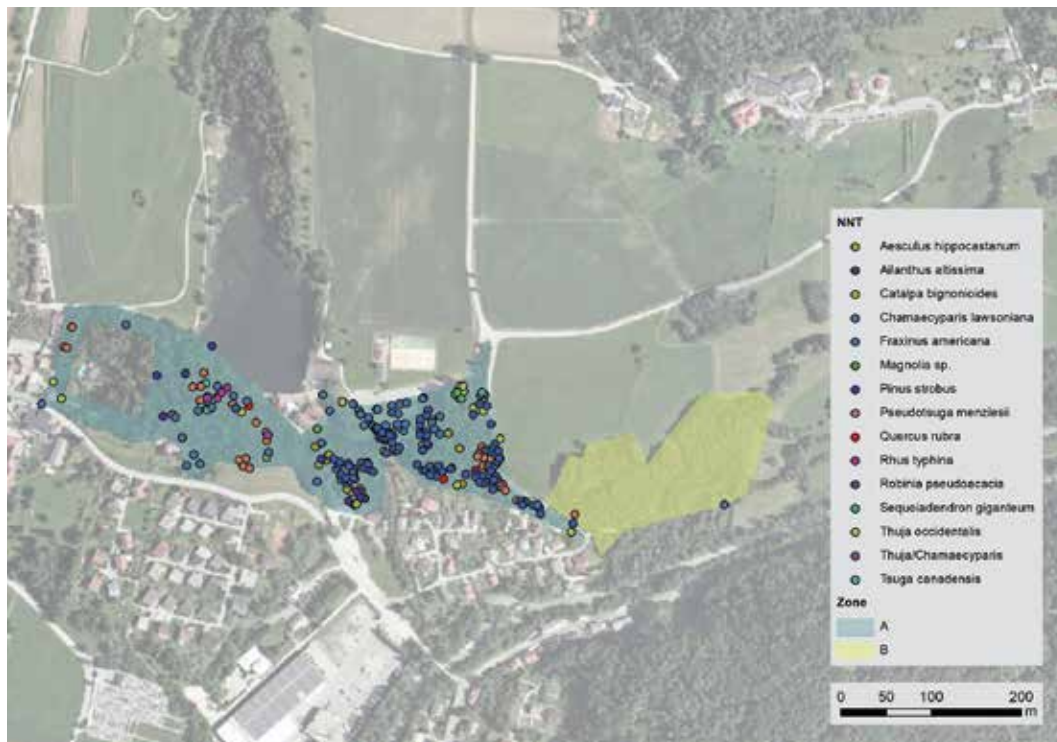 NNT
Aesculus hippocastanum
Ailanthus altissima
Catalpa bignonioides
Chamaecyparis lawsoniana
Fraxinus americana
Magnolia sp.
Pinus strobus
Pseudotsuga menziesii
Quercus rubra
Rhus typhina
Robinia pseudoacacia
Sequoiadendron giganteum
Thuja occidentalis
Thuja/Chamaecyparis
Tsuga canadensis
Zone
A
B
0 50 100 200
m